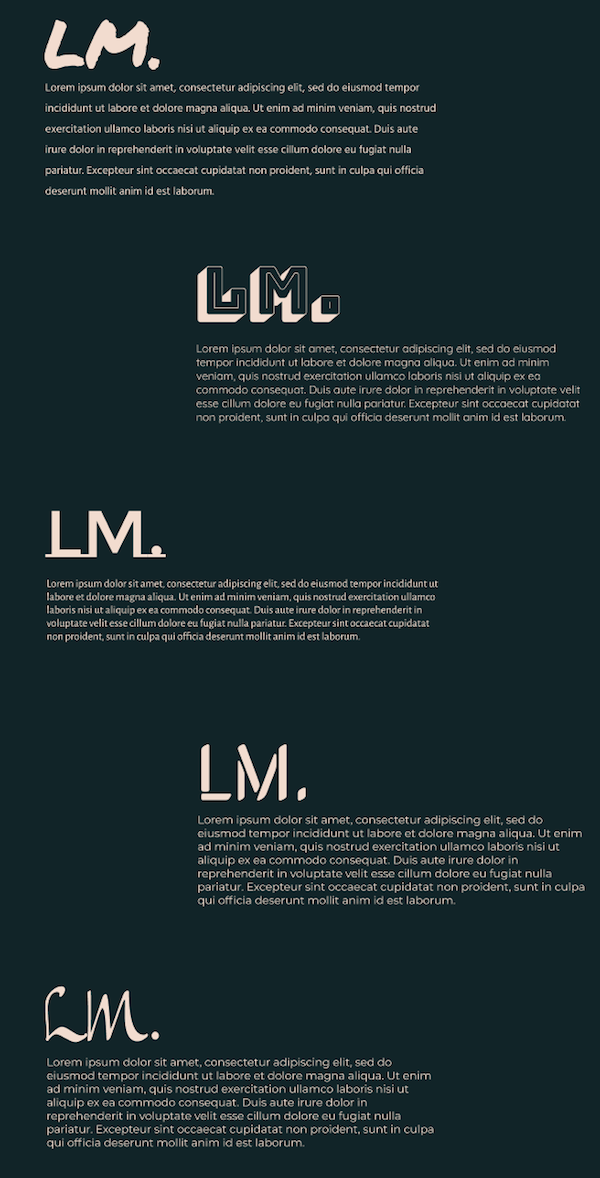 LM.
Lorem ipsum dolor sit amet, consectetur adipiscing elit, sed do eiusmod tempor
incididunt ut labore et dolore magna aliqua. Ut enim ad minim veniam, quis nostrud
exercitation ullamco laboris nisi ut aliquip ex ea commodo consequat. Duis aute
irure dolor in reprehenderit in voluptate velit esse cillum dolore eu fugiat nulla
pariatur. Excepteur sint occaecat cupidatat non proident, sunt in culpa qui officia
deserunt mollit anim id est laborum.
LM.
Lorem ipsum dolor sit amet, consectetur adipiscing elit, sed do eiusmod
tempor incididunt ut labore et dolore magna aliqua. Ut enim ad minim
veniam, quis nostrud exercitation ullamco laboris nisi ut aliquip ex ea
commodo consequat. Duis aute irure dolor in reprehenderit in voluptate velit
esse cillum dolore eu fugiat nulla pariatur. Excepteur sint occaecat cupidatat
non proident, sunt in culpa qui officia deserunt mollit anim id est laborum.
LM.
Lorem ipsum dolor sit amet, consectetur adipiscing elit, sed do eiusmod tempor incididunt ut
labore et dolore magna aliqua. Ut enim ad minim veniam, quis nostrud exercitation ullamco
laboris nisi ut aliquip ex ea commodo consequat. Duis aute irure dolor in reprehenderit in
voluptate velit esse cillum dolore eu fugiat nulla pariatur. Excepteur sint occaecat cupidatat
non proident, sunt in culpa qui officia deserunt mollit anim id est laborum.
LM.
Lorem ipsum dolor sit amet, consectetur adipiscing elit, sed do
eiusmod tempor incididunt ut labore et dolore magna aliqua. Ut enim
ad minim veniam, quis nostrud exercitation ullamco laboris nisi ut
aliquip ex ea commodo consequat. Duis aute irure dolor in
reprehenderit in voluptate velit esse cillum dolore eu fugiat nulla
pariatur. Excepteur sint occaecat cupidatat non proident, sunt in culpa
qui officia deserunt mollit anim id est laborum.
LM.
Lorem ipsum dolor sit amet, consectetur adipiscing elit, sed do
eiusmod tempor incididunt ut labore et dolore magna aliqua. Ut enim
ad minim veniam, quis nostrud exercitation ullamco laboris nisi ut
aliquip ex ea commodo consequat. Duis aute irure dolor in
reprehenderit in voluptate velit esse cillum dolore eu fugiat nulla
pariatur. Excepteur sint occaecat cupidatat non proident, sunt in culpa
qui officia deserunt mollit anim id est laborum.